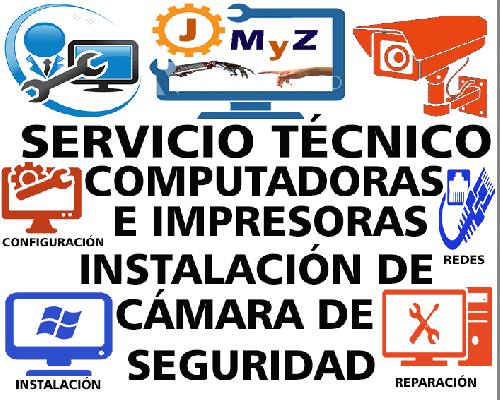 J MyZ
SERVICIO TÉCNICO
COMPUTADORAS
E IMPRESORAS
CONFIGURACIÓN
REDES
INSTALACIÓN DE
CÁMARA DE
SEGURIDAD
INSTALACIÓN
REPARACIÓN